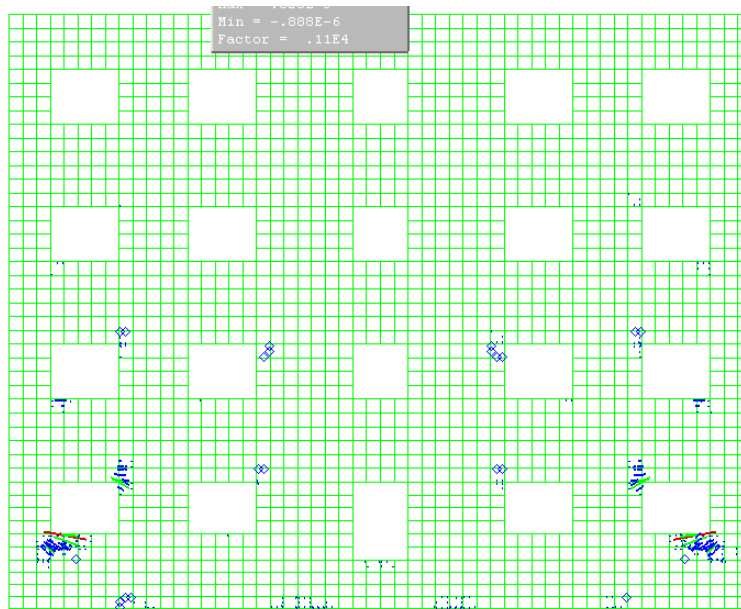 Min = -.888E-6
Factor =  .11E4